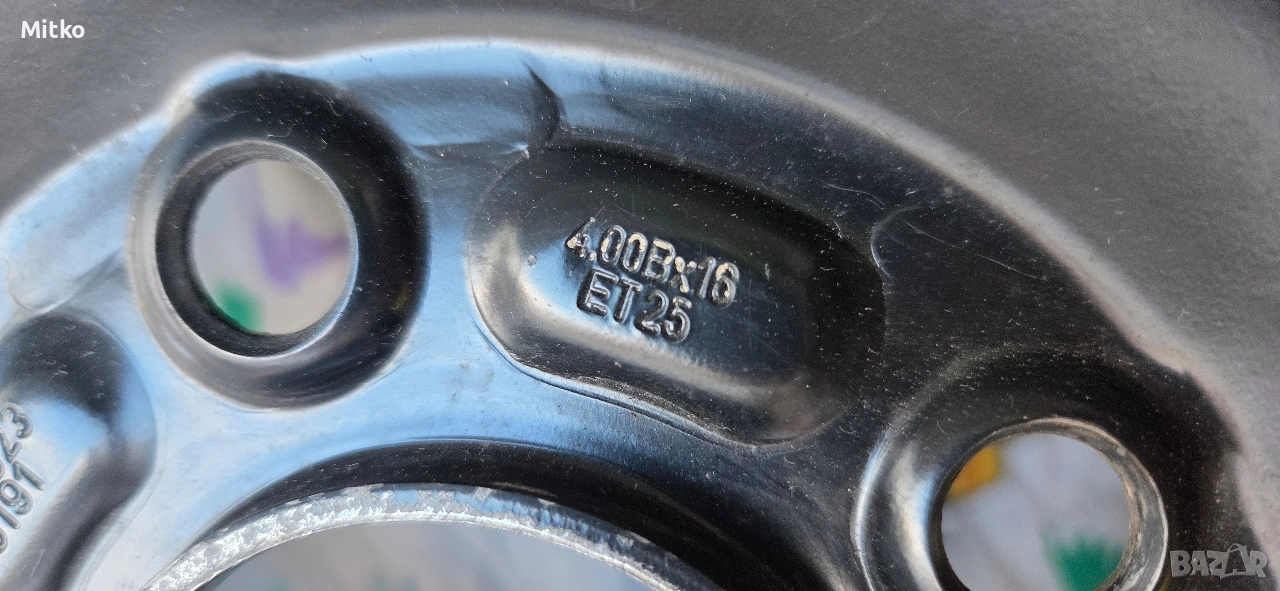 Mitko
4.00Bx16
ET25
BAZAR